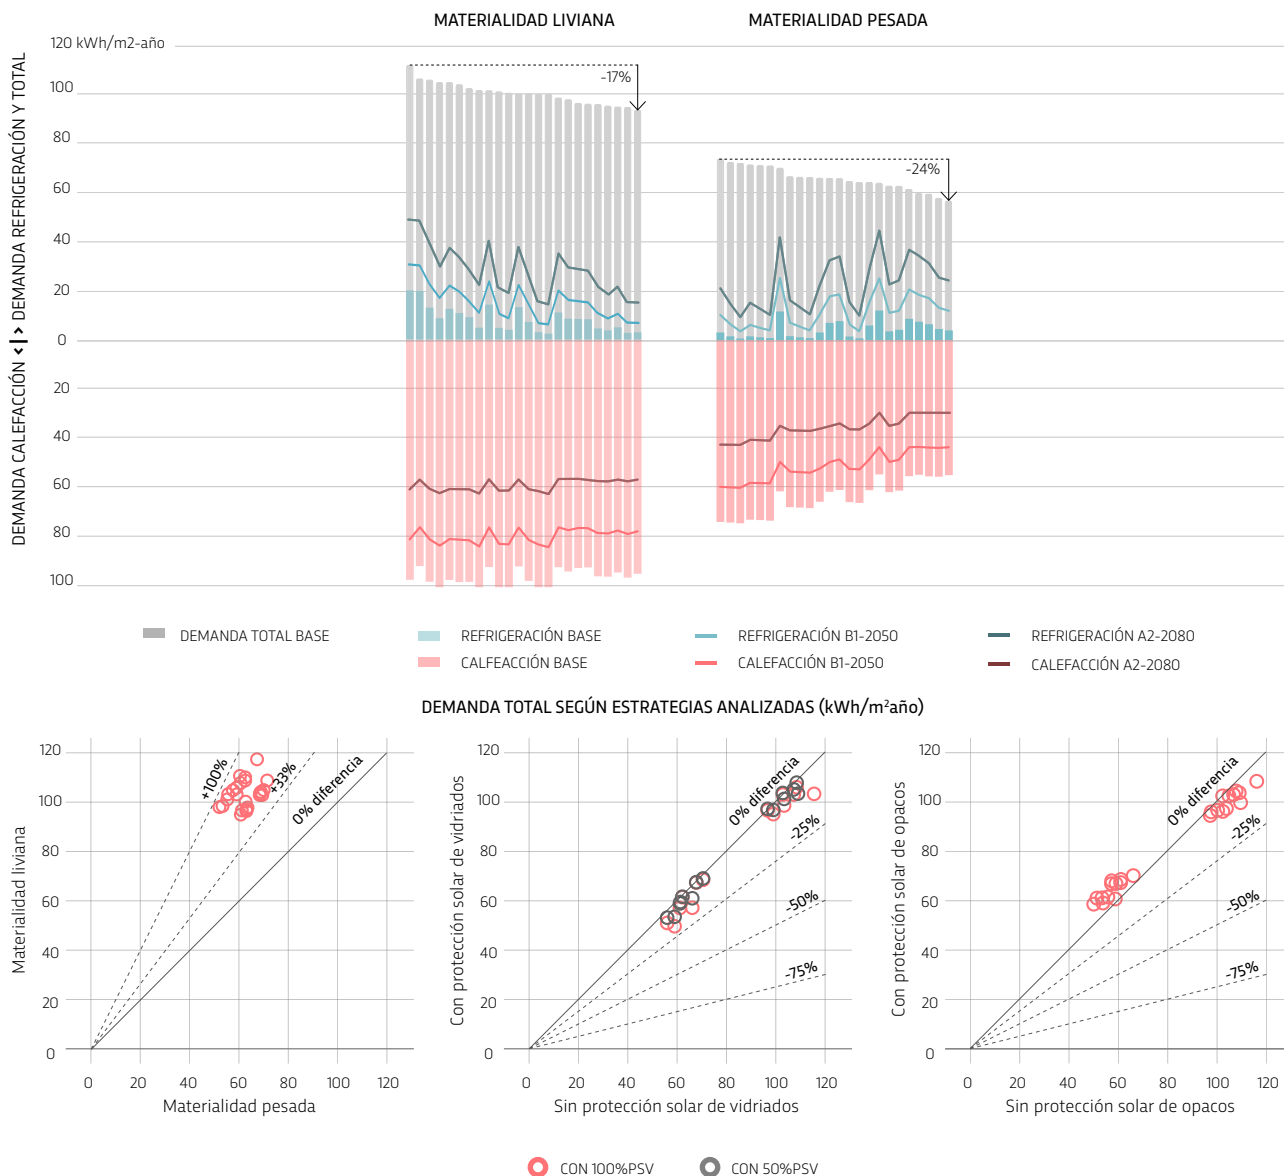 MATERIALIDAD LIVIANA
MATERIALIDAD PESADA
DEMANDA CALEFACCIÓN <|> DEMANDA REFRIGERACIÓN Y TOTAL
120 kWh/m2-año
100
80
60
40
20
0
20
40
60
80
100
-17%
-24%
DEMANDA TOTAL BASE
REFRIGERACIÓN BASE
REFRIGERACIÓN B1-2050
REFRIGERACIÓN A2-2080
CALFEACCIÓN BASE
CALEFACCIÓN B1-2050
CALEFACCIÓN A2-2080
DEMANDA TOTAL SEGÚN ESTRATEGIAS ANALIZADAS (kWh/m²año)
Materialidad liviana
120
100
80
60
40
20
0
+100%
+33%
0% diferencia
0 20 40 60 80 100 120
Materialidad pesada
Con protección solar de vidriados
120
100
80
60
40
20
0
0% diferencia
-25%
-50%
-75%
0 20 40 60 80 100 120
Sin protección solar de vidriados
Con protección solar de opacos
120
100
80
60
40
20
0
0% diferencia
-25%
-50%
-75%
0 20 40 60 80 100 120
Sin protección solar de opacos
CON 100%PSV
CON 50%PSV